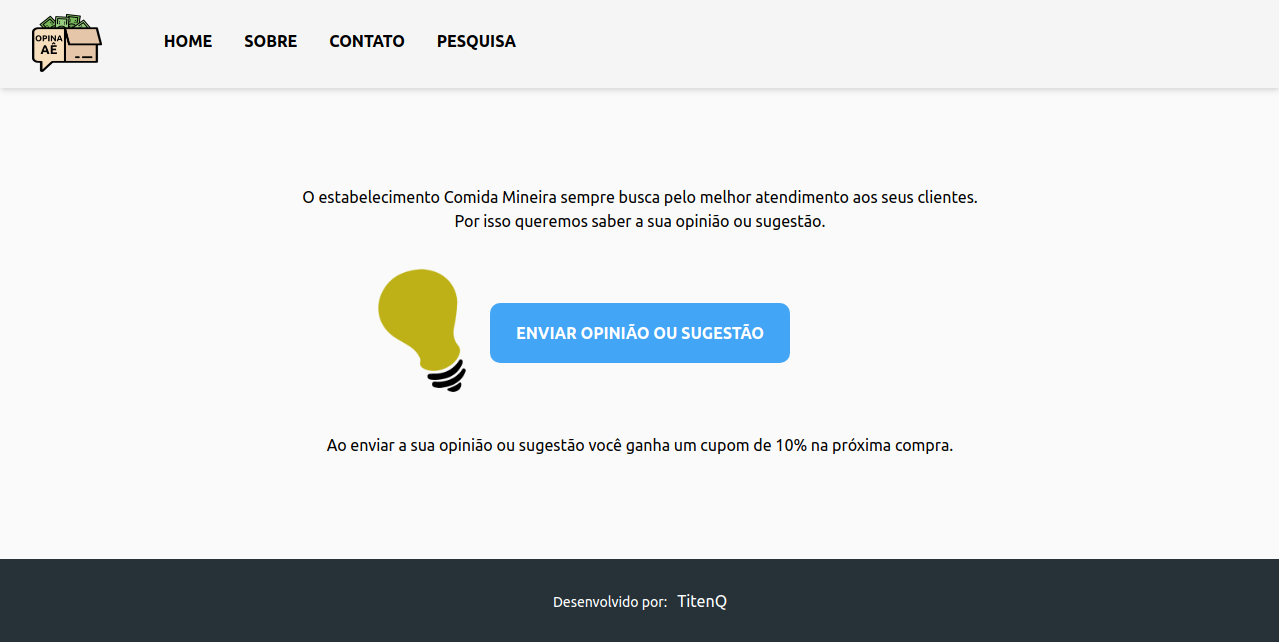 OPINA
AÊ
HOME SOBRE CONTATO PESQUISA
O estabelecimento Comida Mineira sempre busca pelo melhor atendimento aos seus clientes.
Por isso queremos saber a sua opinião ou sugestão.
ENVIAR OPINIÃO OU SUGESTÃO
Ao enviar a sua opinião ou sugestão você ganha um cupom de 10% na próxima compra.
Desenvolvido por: TitenQ